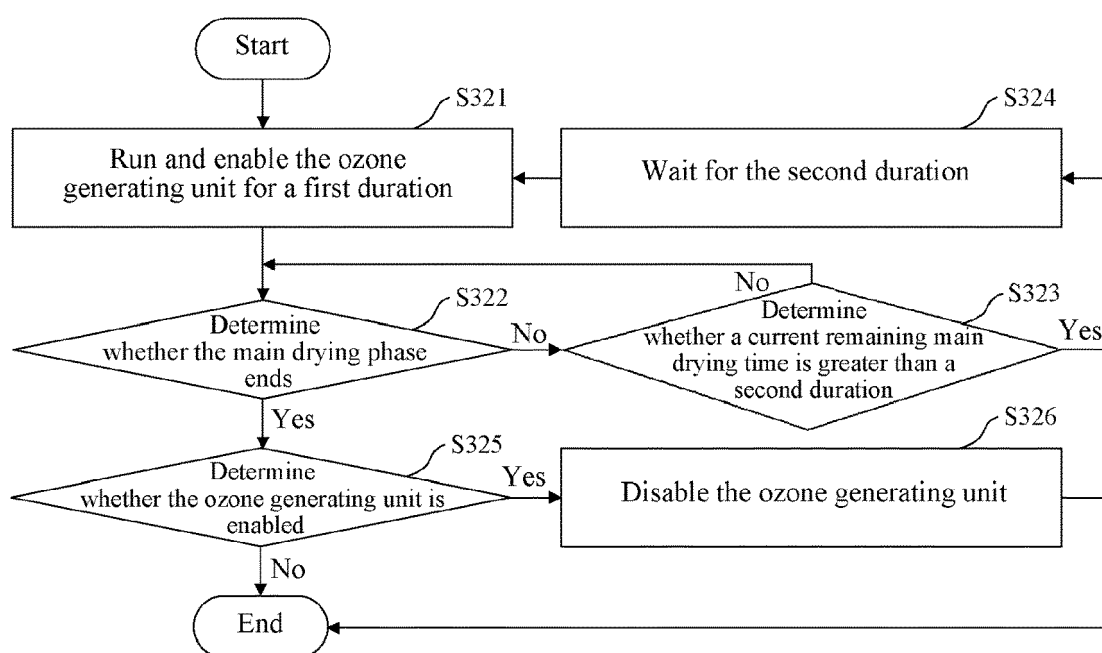 Start
S321
Run and enable the ozone
generating unit for a first duration
S324
Wait for the second duration
S322
Determine
whether the main drying phase
ends
No
Yes
No
S323
Determine
whether a current remaining main
drying time is greater than a
second duration
Yes
S325
Determine
whether the ozone generating unit is
enabled
Yes
No
S326
Disable the ozone generating unit
End